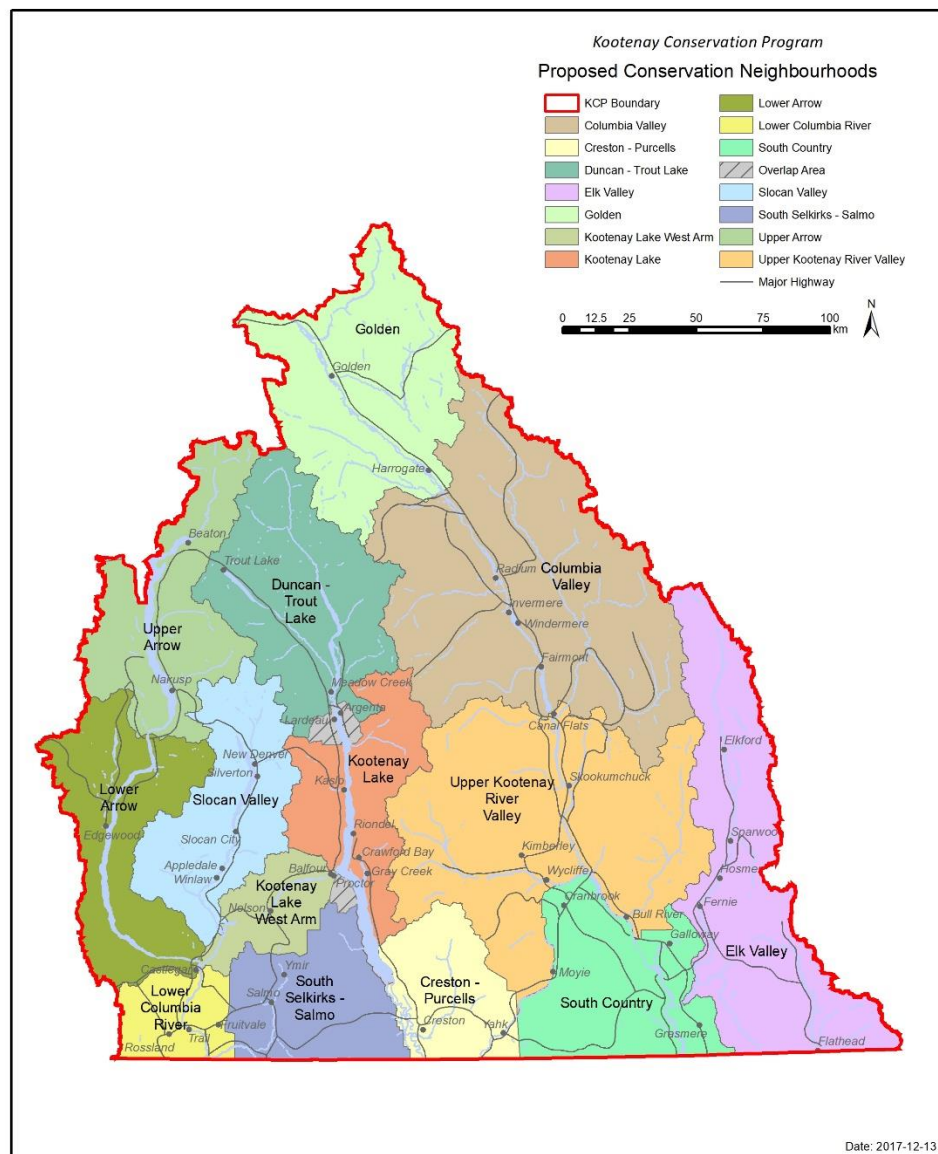 Kootenay Conservation Program
Proposed Conservation Neighbourhoods
KCP Boundary
Columbia Valley
Creston - Purcells
Duncan - Trout Lake
Elk Valley
Golden
Kootenay Lake West Arm
Kootenay Lake
Lower Arrow
Lower Columbia River
South Country
Overlap Area
Slocan Valley
South Selkirks - Salmo
Upper Arrow
Upper Kootenay River Valley
Major Highway
0 12.5 25 50 75 100
km
N
Golden
Golden
Harrogate
Beaton
Trout Lake
Duncan -
Trout
Lake
Radium
Columbia
Valley
Invermere
Windermere
Upper
Arrow
Fairmont
Nakusp
Meadow Creek
Argenta
Lardeau
Canal Flats
Elkford
New Denver
Silverton
Kootenay
Lake
Kaslo
Skookumchuck
Upper Kootenay
River
Valley
Lower
Arrow
Slocan Valley
Edgewood
Slocan City
Riondel
Sparwoo
Crawford Bay
Kimberley
Appledale
Winlaw
Balfour
Gray Creek
Proctor
Wycliffe
Hosmer
Kootenay
Lake
West Arm
Nelson
Cranbrook
Fernie
Bull River
Galloway
Elk Valley
Castlegar
Ymir
Moyie
South
Selkirks -
Salmo
Creston -
Purcells
South Country
Lower
Columbia
River
Salmo
Fruitvale
Trail
Rossland
Creston
Yahk
Grasmere
Flathead
Date: 2017-12-13